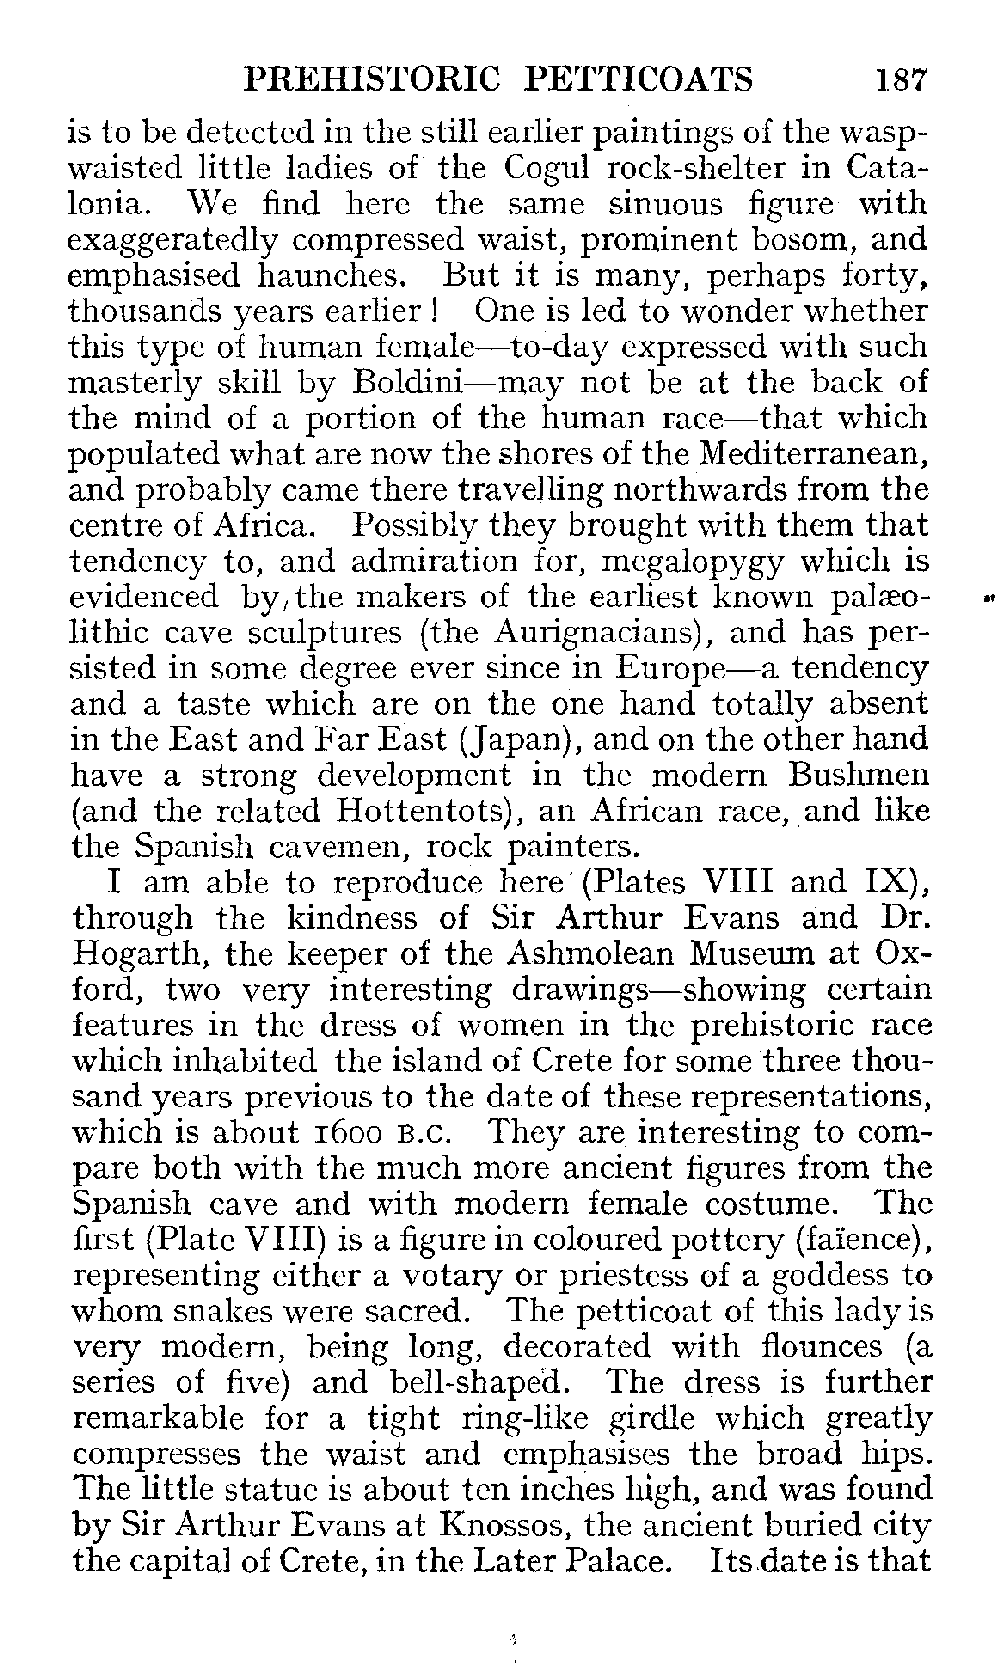 PREHISTORIC PETTICOATS 187
is to be detected in the still earlier paintings of the wasp-
waisted little ladies of the Cogul rock-shelter in Cata-
lonia. We find here the same sinuous figure with
exaggeratedly compressed waist, prominent bosom, and
emphasised haunches. But it is many, perhaps forty,
thousands years earlier! One is led to wonder whether
this type of human female—to-day expressed with such
masterly skill by Boldini—may not be at the back of
the mind of a portion of the human race—that which
populated what are now the shores of the Mediterranean,
and probably came there travelling northwards from the
centre of Africa. Possibly they brought with them that
tendency to, and admiration for, megalopygy which is
evidenced by the makers of the earliest known palæo-
lithic cave sculptures (the Aurignacians), and has per-
sisted in some degree ever since in Europe—a tendency
and a taste which are on the one hand totally absent
in the East and Far East (Japan), and on the other hand
have a strong development in the modern Bushmen
(and the related Hottentots), an African race, and like
the Spanish cavemen, rock painters.
I am able to reproduce here (Plates VIII and IX),
through the kindness of Sir Arthur Evans and Dr.
Hogarth, the keeper of the Ashmolean Museum at Ox-
ford, two very interesting drawings—showing certain
features in the dress of women in the prehistoric race
which inhabited the island of Crete for some three thou-
sand years previous to the date of these representations,
which is about 1600 B.C. They are interesting to com-
pare both with the much more ancient figures from the
Spanish cave and with modern female costume. The
first (Plate VIII) is a figure in coloured pottery (faïence),
representing either a votary or priestess of a goddess to
whom snakes were sacred. The petticoat of this lady is
very modern, being long, decorated with flounces (a
series of five) and bell-shaped. The dress is further
remarkable for a tight ring-like girdle which greatly
compresses the waist and emphasises the broad hips.
The little statue is about ten inches high, and was found
by Sir Arthur Evans at Knossos, the ancient buried city
the capital of Crete, in the Later Palace. Its date is that